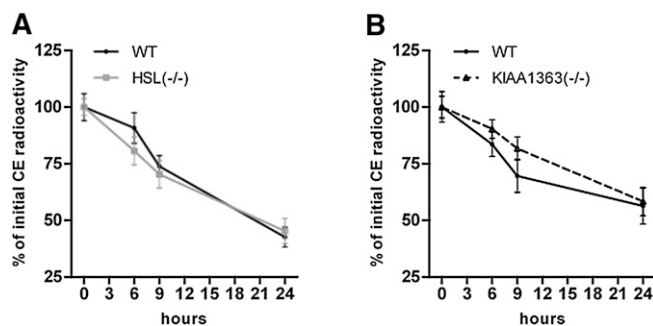 A
WT
HSL(-/-)
% of initial CE radioactivity
125
100
75
50
25
0 3 6 9 12 15 18 21 24
hours
B
WT
KIAA1363(-/-)
% of initial CE radioactivity
125
100
75
50
25
0 3 6 9 12 15 18 21 24
hours